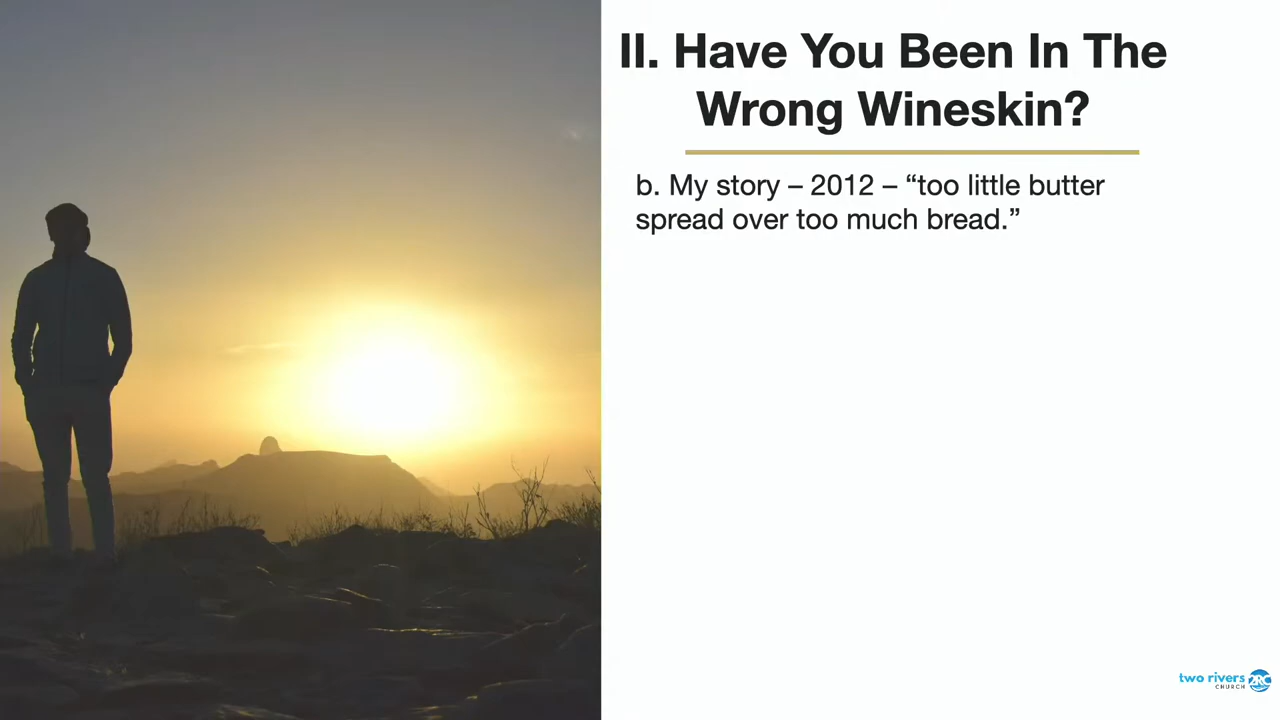 II. Have You Been In The
Wrong Wineskin?
b. My story – 2012 – “too little butter
spread over too much bread.”
two rivers
CHURCH
2RC